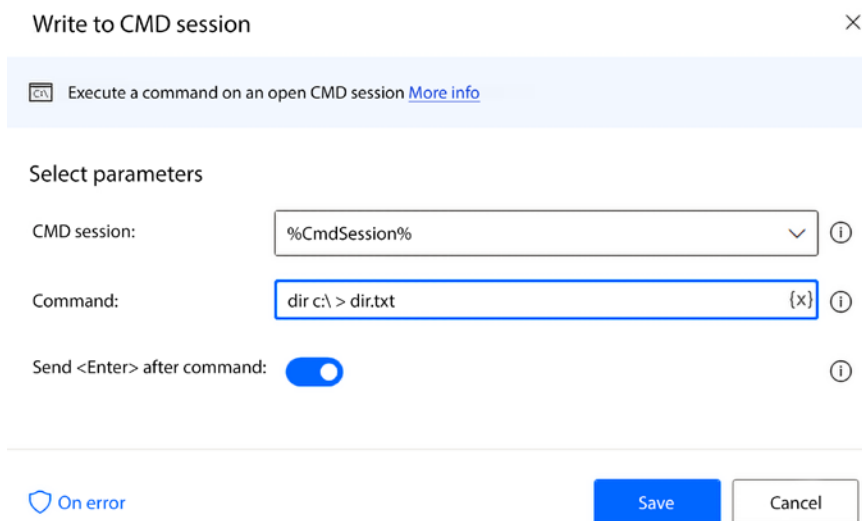 Write to CMD session
Execute a command on an open CMD session More info
Select parameters
CMD session: %CmdSession%
Command: dir c:\ > dir.txt {x}
Send <Enter> after command:
On error Save Cancel